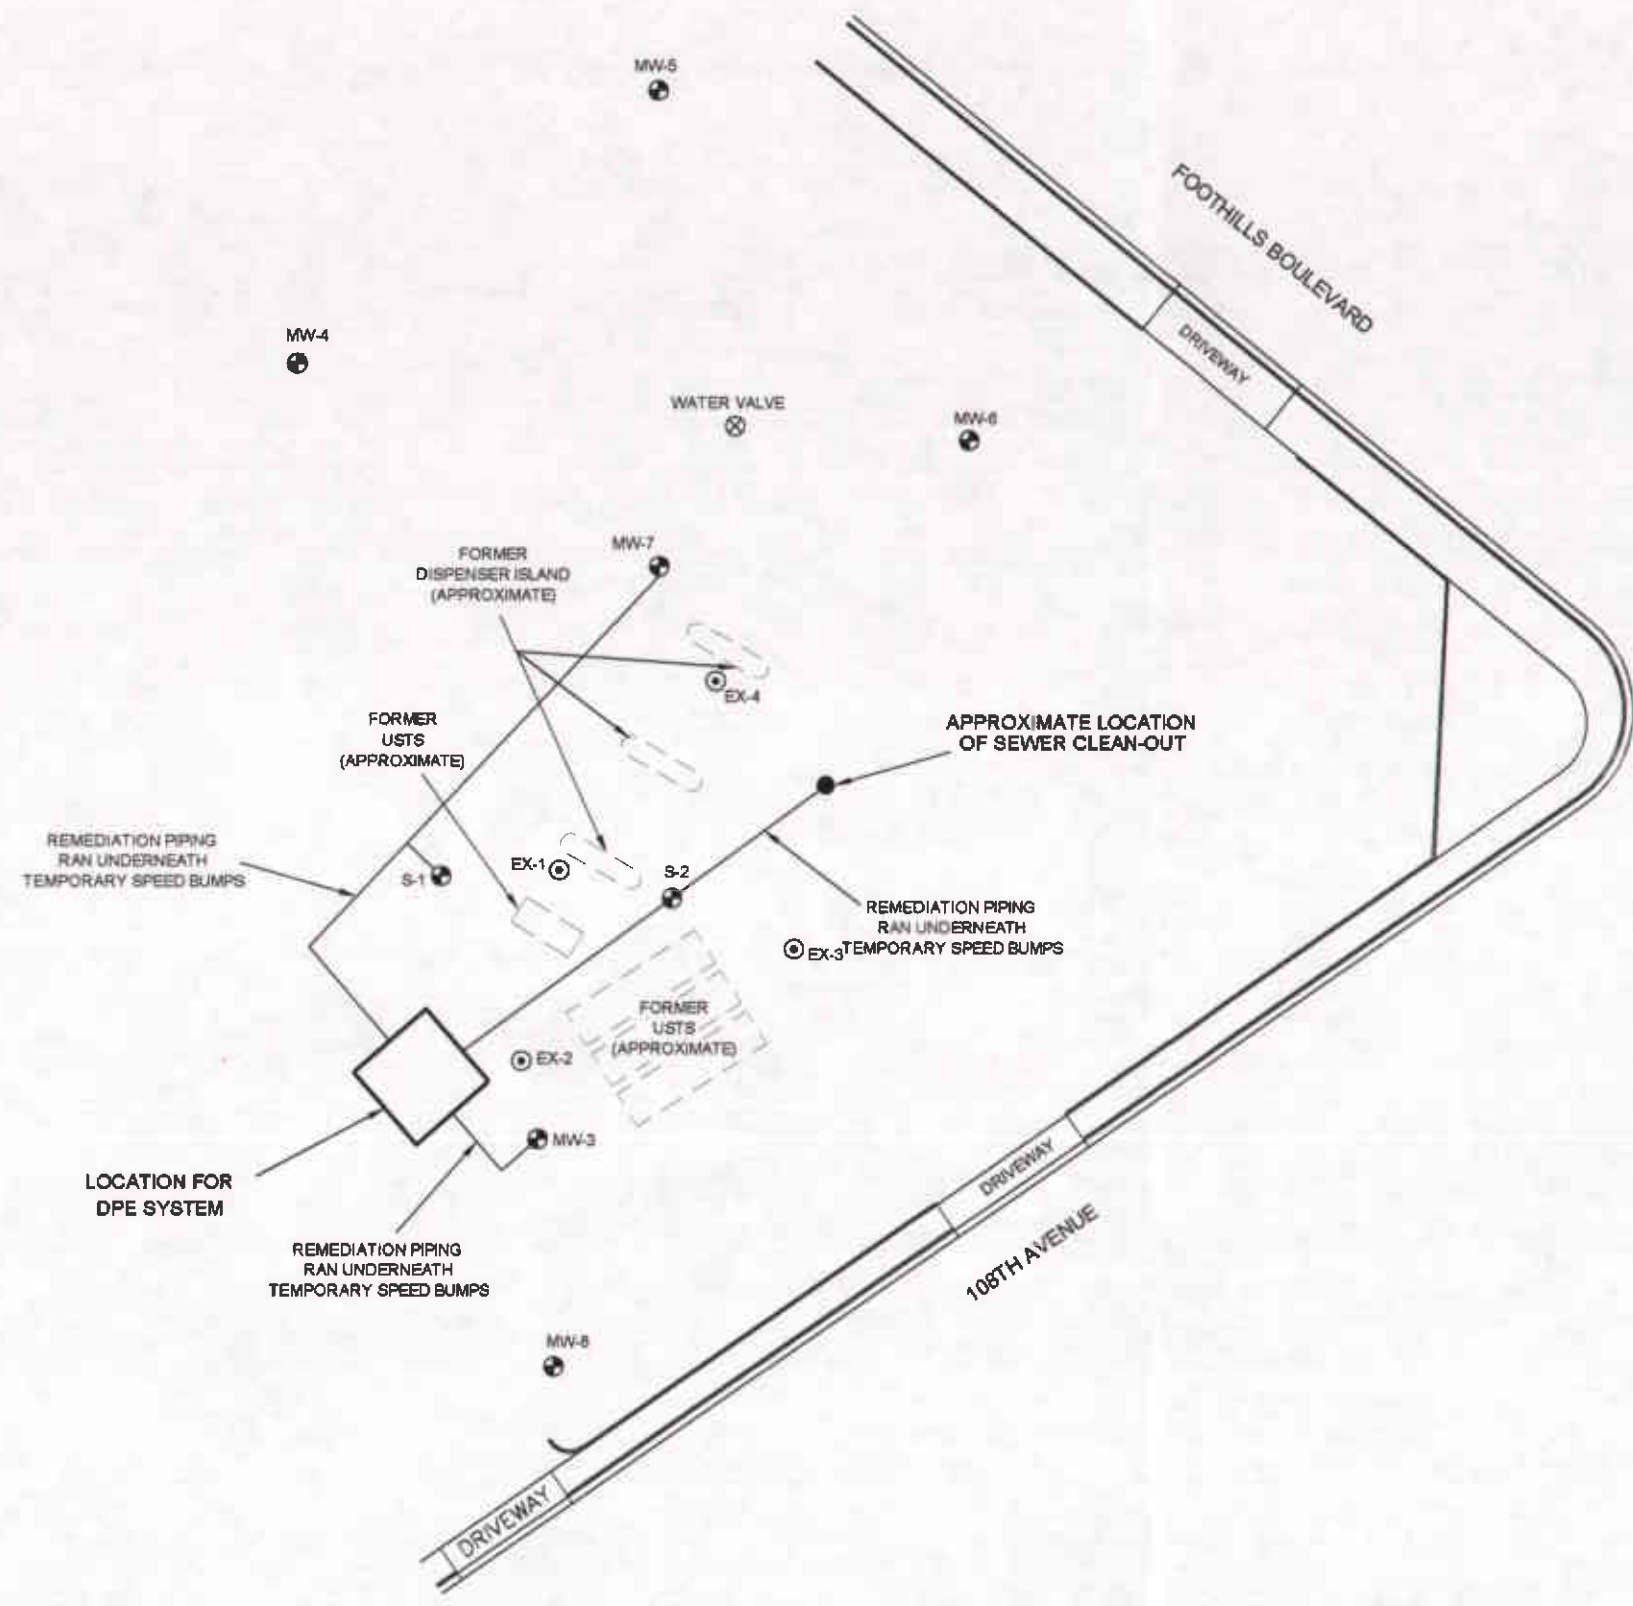 MW-5
FOOTHILLS BOULEVARD
MW-4
DRIVEWAY
WATER VALVE
MW-6
MW-7
FORMER
DISPENSER ISLAND
(APPROXIMATE)
EX-4
FORMER
USTS
(APPROXIMATE)
APPROXIMATE LOCATION
OF SEWER CLEAN-OUT
REMEDIATION PIPING
RAN UNDERNEATH
TEMPORARY SPEED BUMPS
S-1
EX-1
S-2
REMEDIATION PIPING
RAN UNDERNEATH
TEMPORARY SPEED BUMPS
EX-3
FORMER
USTS
(APPROXIMATE)
EX-2
MW-3
LOCATION FOR
DPE SYSTEM
DRIVEWAY
108TH AVENUE
REMEDIATION PIPING
RAN UNDERNEATH
TEMPORARY SPEED BUMPS
MW-8
DRIVEWAY